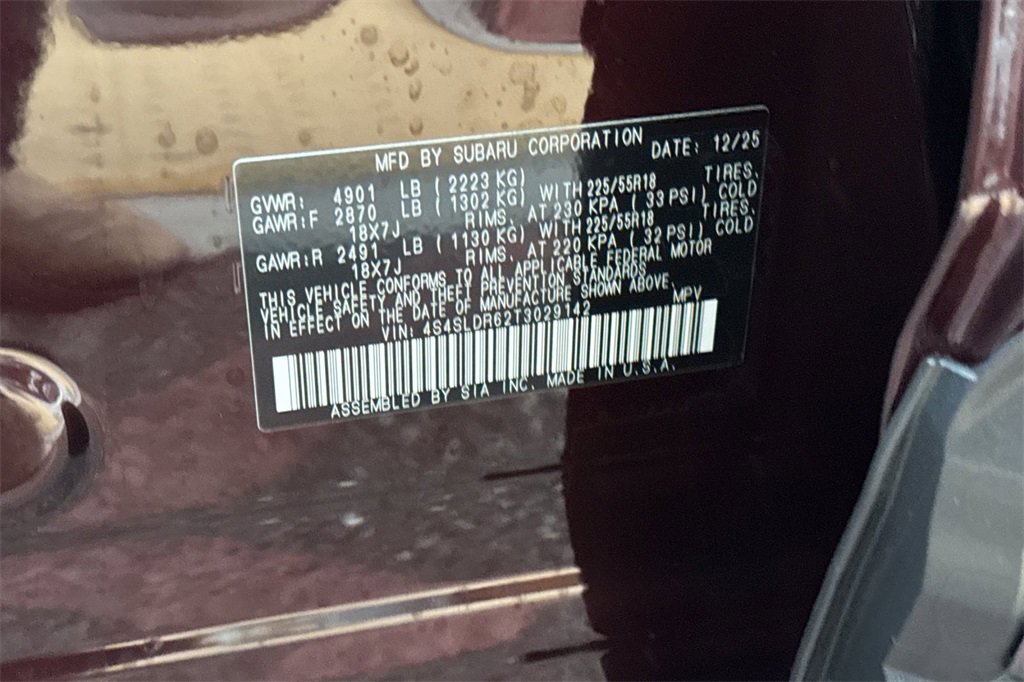 MFD BY SUBARU CORPORATION DATE: 12/25
GVWR: 4901 LB ( 2223 KG)
GAWR:F 2870 LB ( 1302 KG) WITH 225/55R18 TIRES,
18X7J RIMS, AT 230 KPA ( 33 PSI) COLD
GAWR:R 2491 LB ( 1130 KG) WITH 225/55R18 TIRES,
18X7J RIMS, AT 220 KPA ( 32 PSI) COLD
THIS VEHICLE CONFORMS TO ALL APPLICABLE FEDERAL MOTOR
VEHICLE SAFETY AND THEFT PREVENTION STANDARDS
IN EFFECT ON THE DATE OF MANUFACTURE SHOWN ABOVE.
VIN: 4S4SLDR62T3029142 MPV
ASSEMBLED BY SIA INC. MADE IN U.S.A.